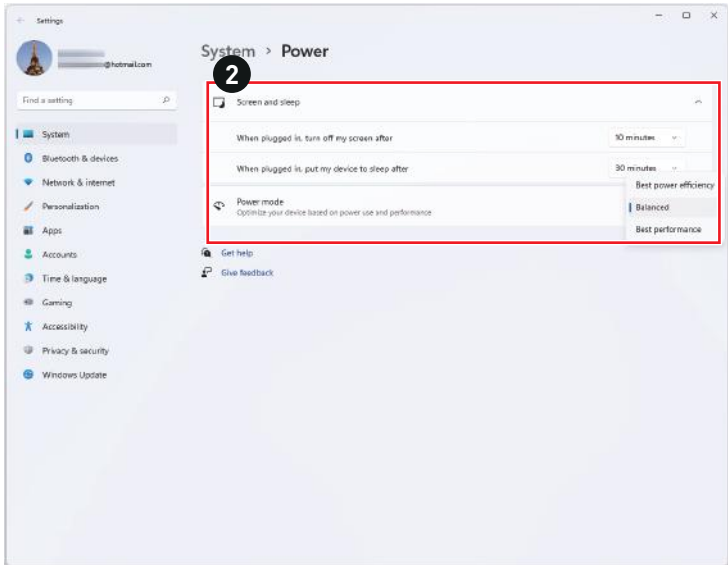 Settings
@hotmail.com
Find a setting
System
Bluetooth & devices
Network & internet
Personalization
Apps
Accounts
Time & language
Gaming
Accessibility
Privacy & security
Windows Update
System > Power
2
Screen and sleep
When plugged in, turn off my screen after
10 minutes
When plugged in, put my device to sleep after
30 minutes
Power mode
Optimize your device based on power use and performance
Best power efficiency
Balanced
Best performance
Get help
Give feedback